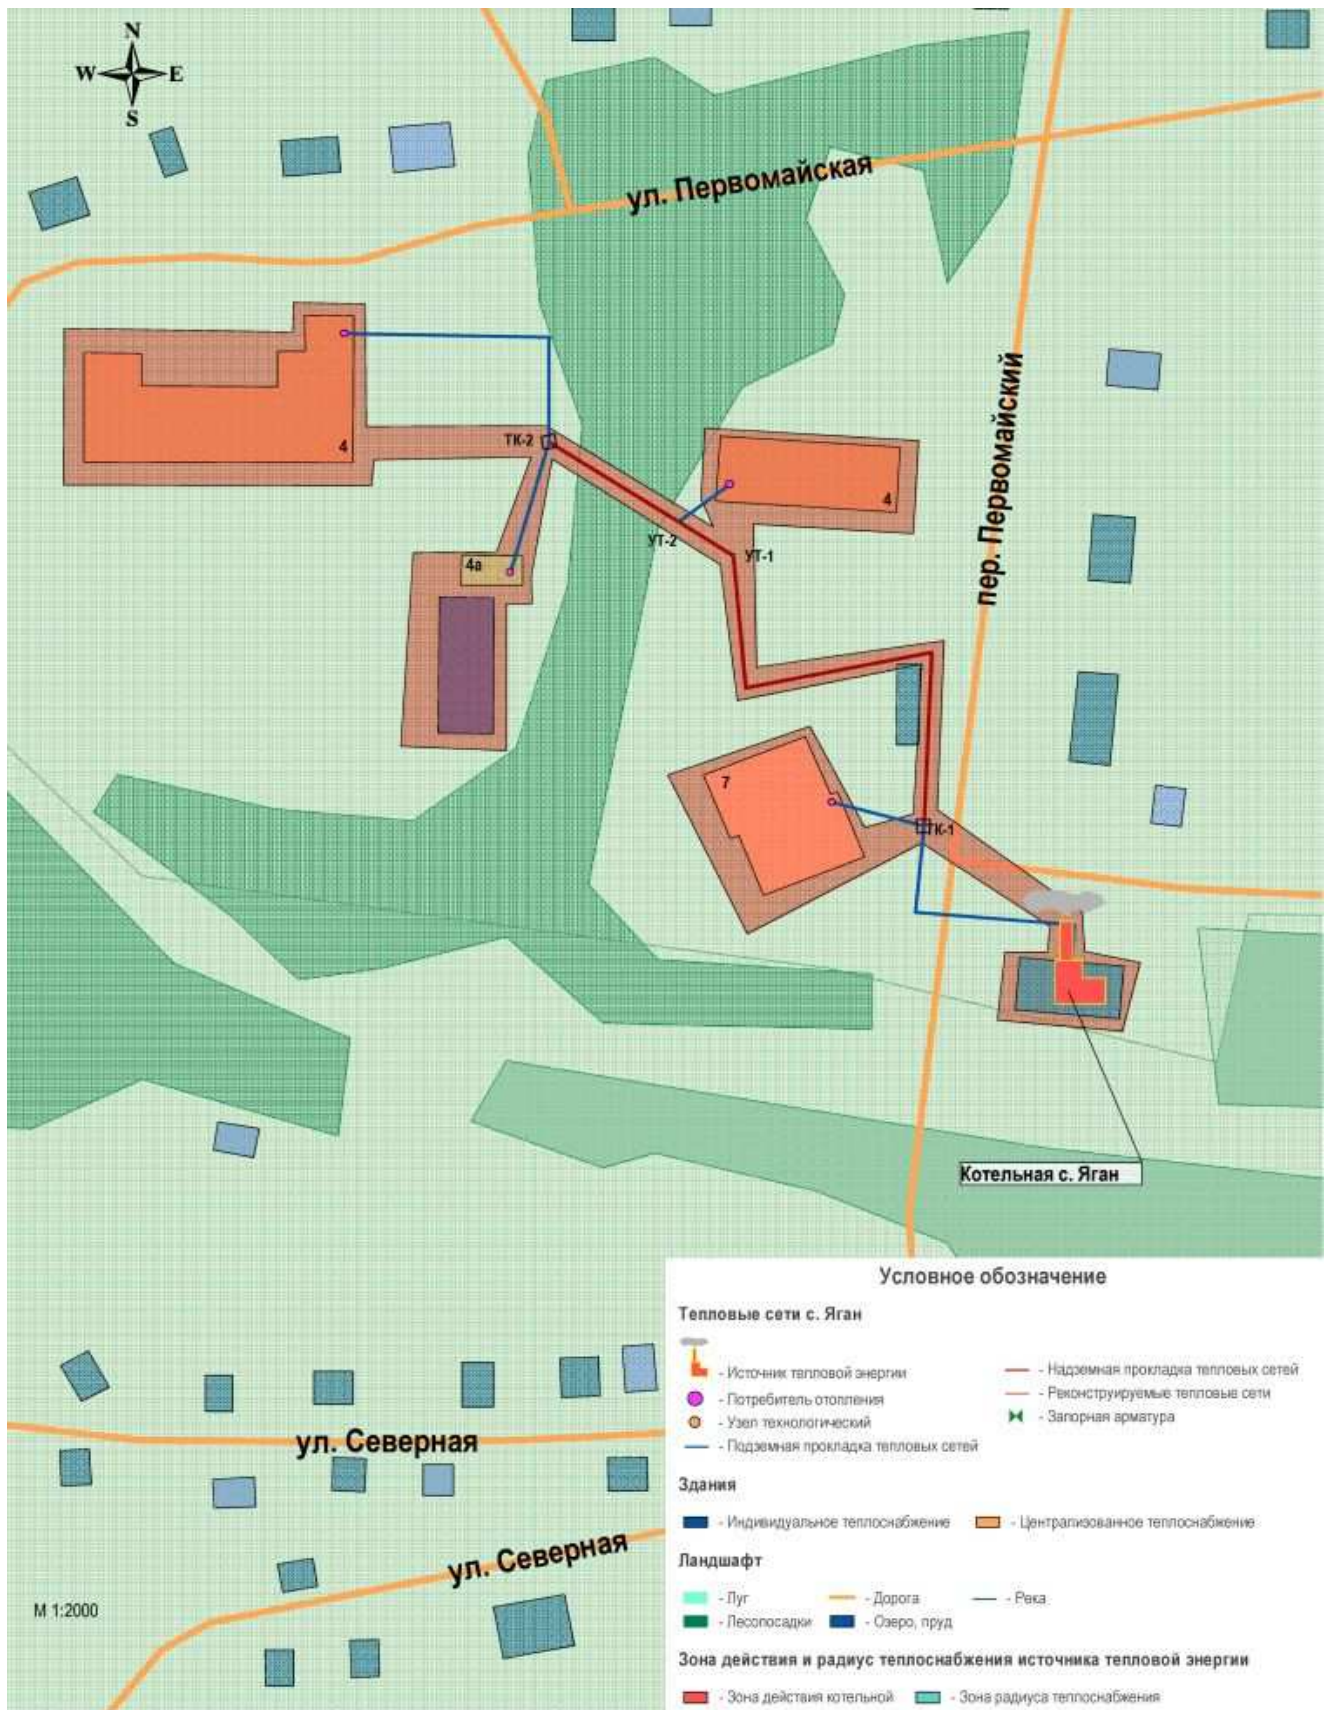 N
W E
S
ул. Первомайская
пер. Первомайский
4
ТК-2
4
УТ-2
УТ-1
4а
7
ТК-1
Котельная с. Яган
Условное обозначение
Тепловые сети с. Яган
- Источник тепловой энергии
- Надземная прокладка тепловых сетей
- Потребитель отопления
- Реконструируемые тепловые сети
- Узел технологический
- Запорная арматура
- Подземная прокладка тепловых сетей
Здания
- Индивидуальное теплоснабжение
- Централизованное теплоснабжение
Ландшафт
- Луг
- Дорога
- Река
- Лесопосадки
- Озеро, пруд
Зона действия и радиус теплоснабжения источника тепловой энергии
- Зона действия котельной
- Зона радиуса теплоснабжения
ул. Северная
ул. Северная
М 1:2000